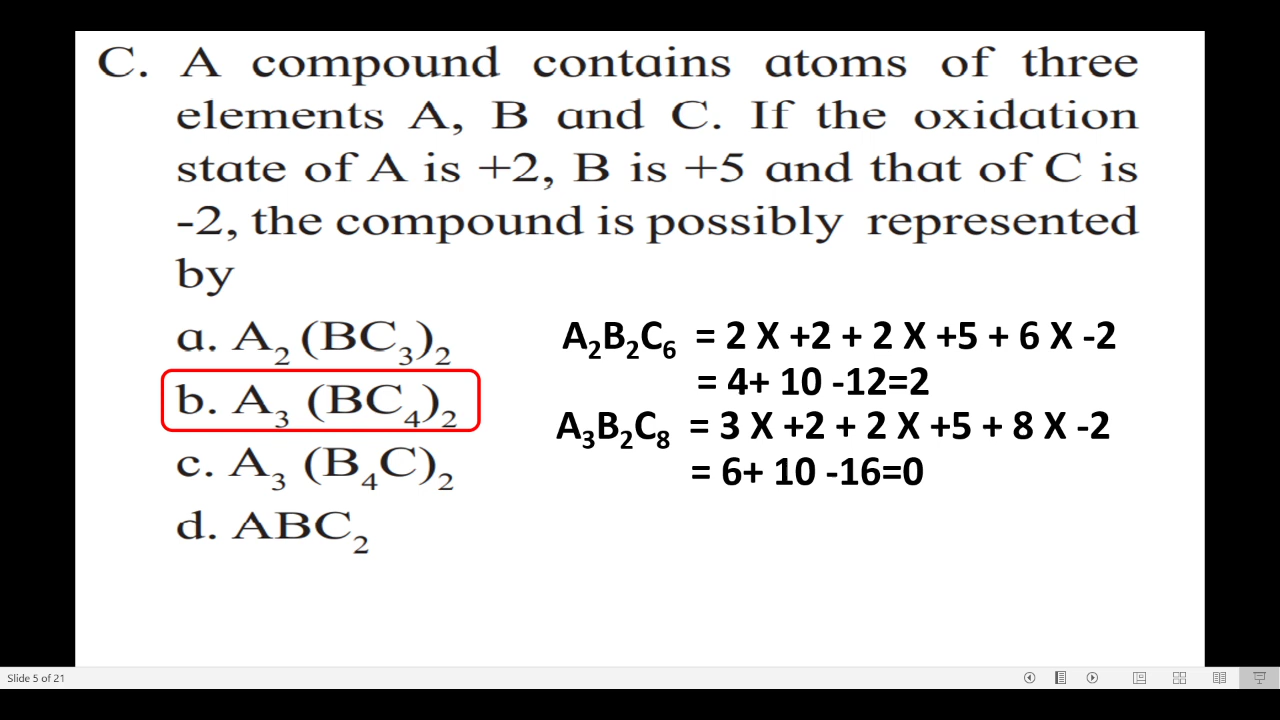 C. A compound contains atoms of three
elements A, B and C. If the oxidation
state of A is +2, B is +5 and that of C is
-2, the compound is possibly represented
by
a. A₂ (BC₃)₂
b. A₃ (BC₄)₂
c. A₃ (B₄C)₂
d. ABC₂
A₂B₂C₆ = 2 X +2 + 2 X +5 + 6 X -2
= 4+ 10 -12=2
A₃B₂C₈ = 3 X +2 + 2 X +5 + 8 X -2
= 6+ 10 -16=0
Slide 5 of 21